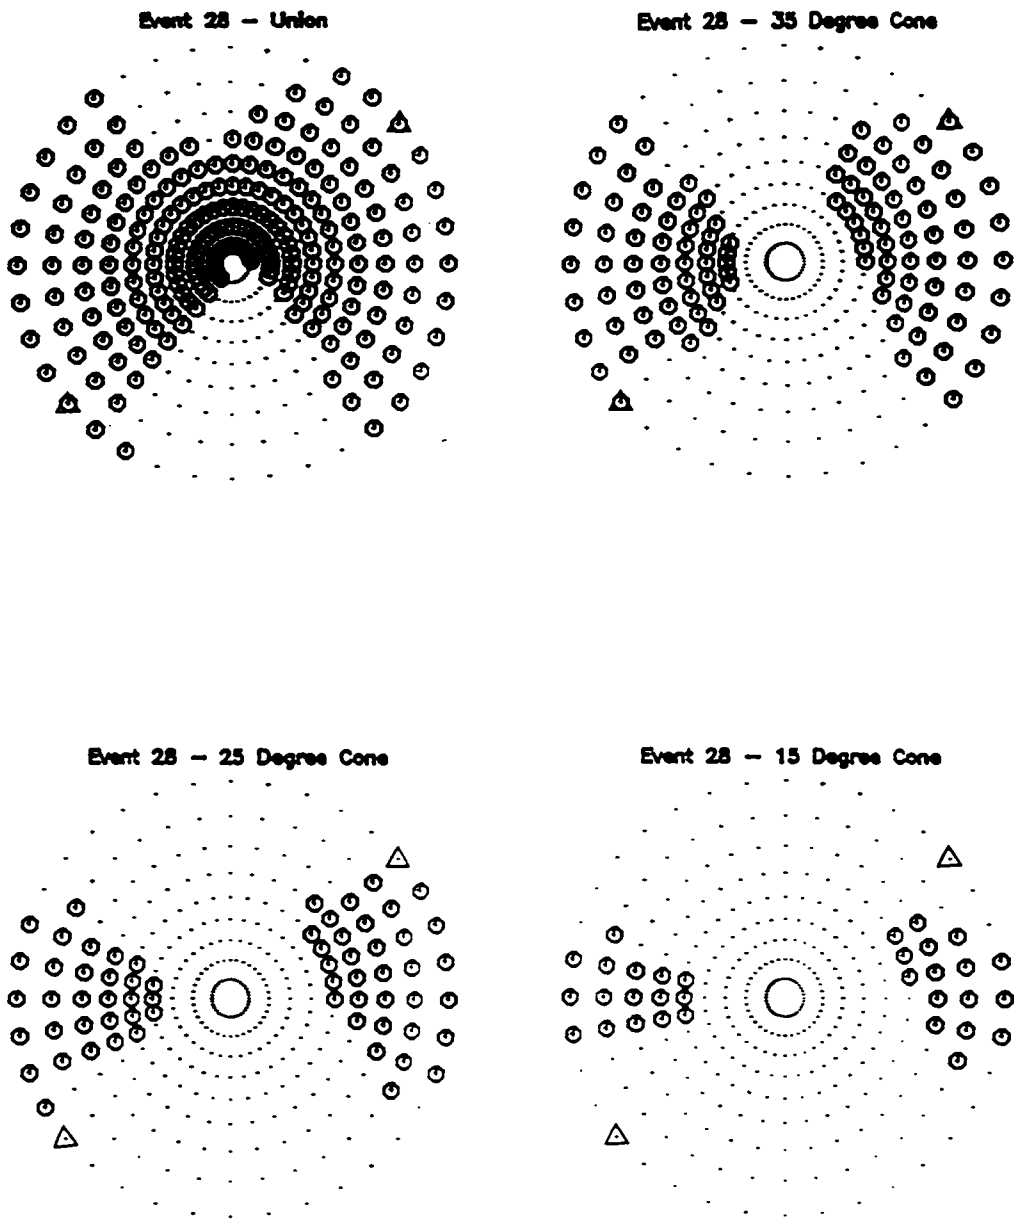 Event 28 - Union
Event 28 - 35 Degree Cone
Event 28 - 25 Degree Cone
Event 28 - 15 Degree Cone